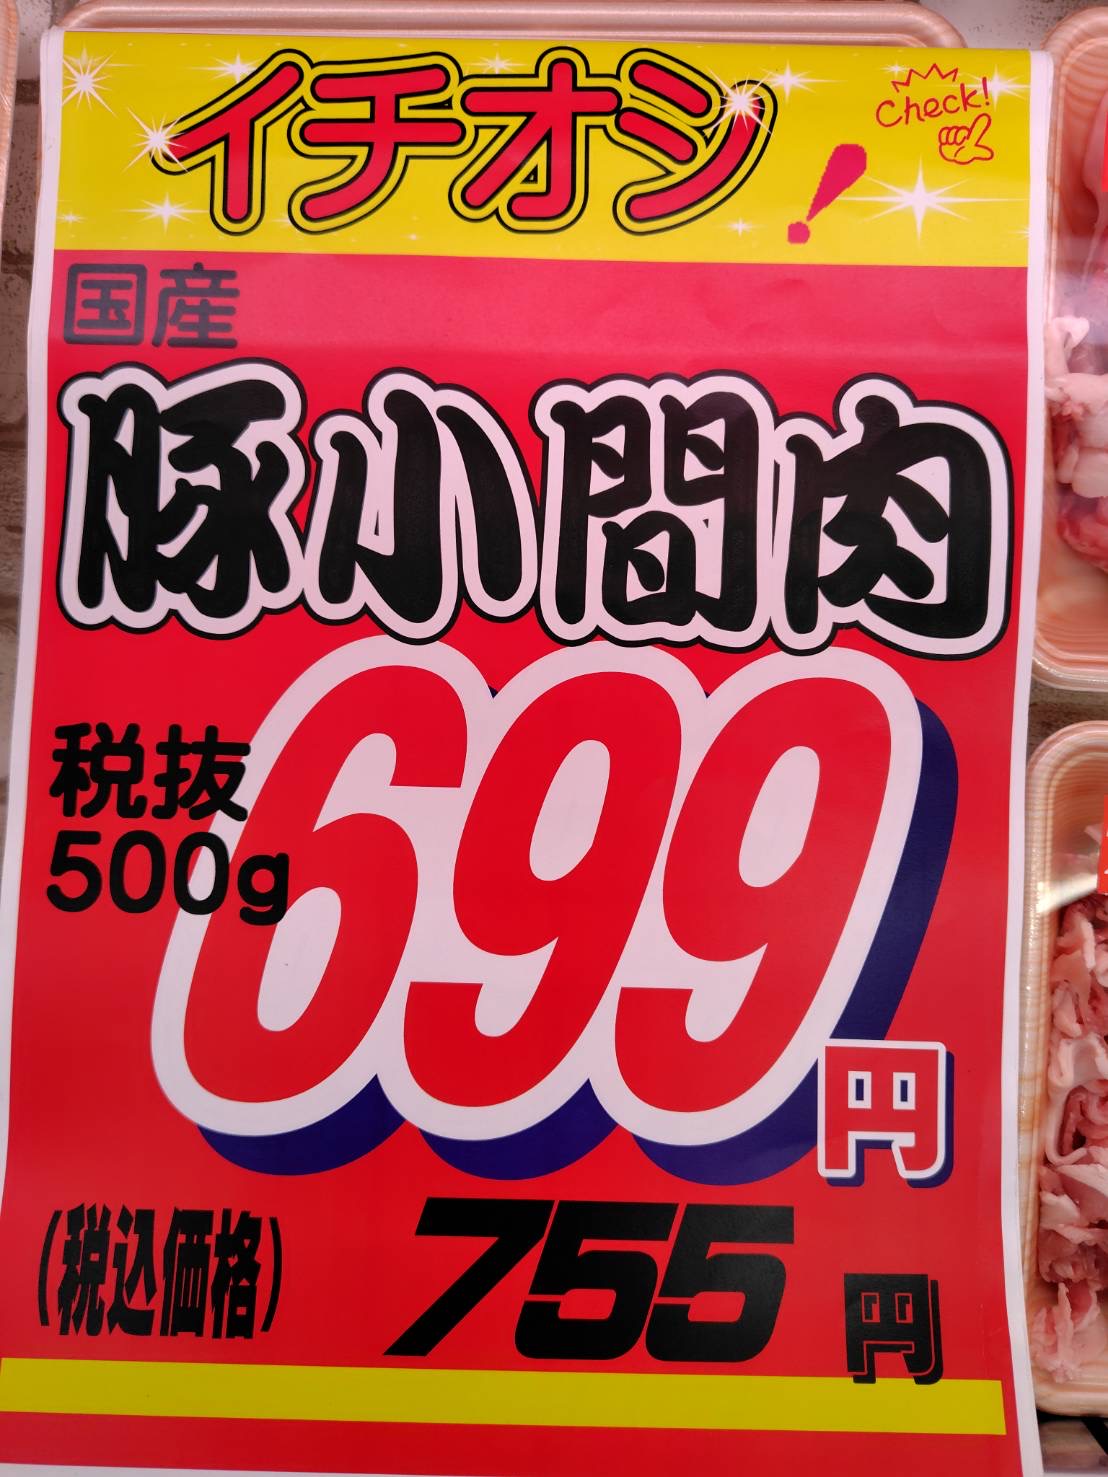 イチオシ!
Check!
国産
豚小間肉
税抜
500g
699円
(税込価格) 755円